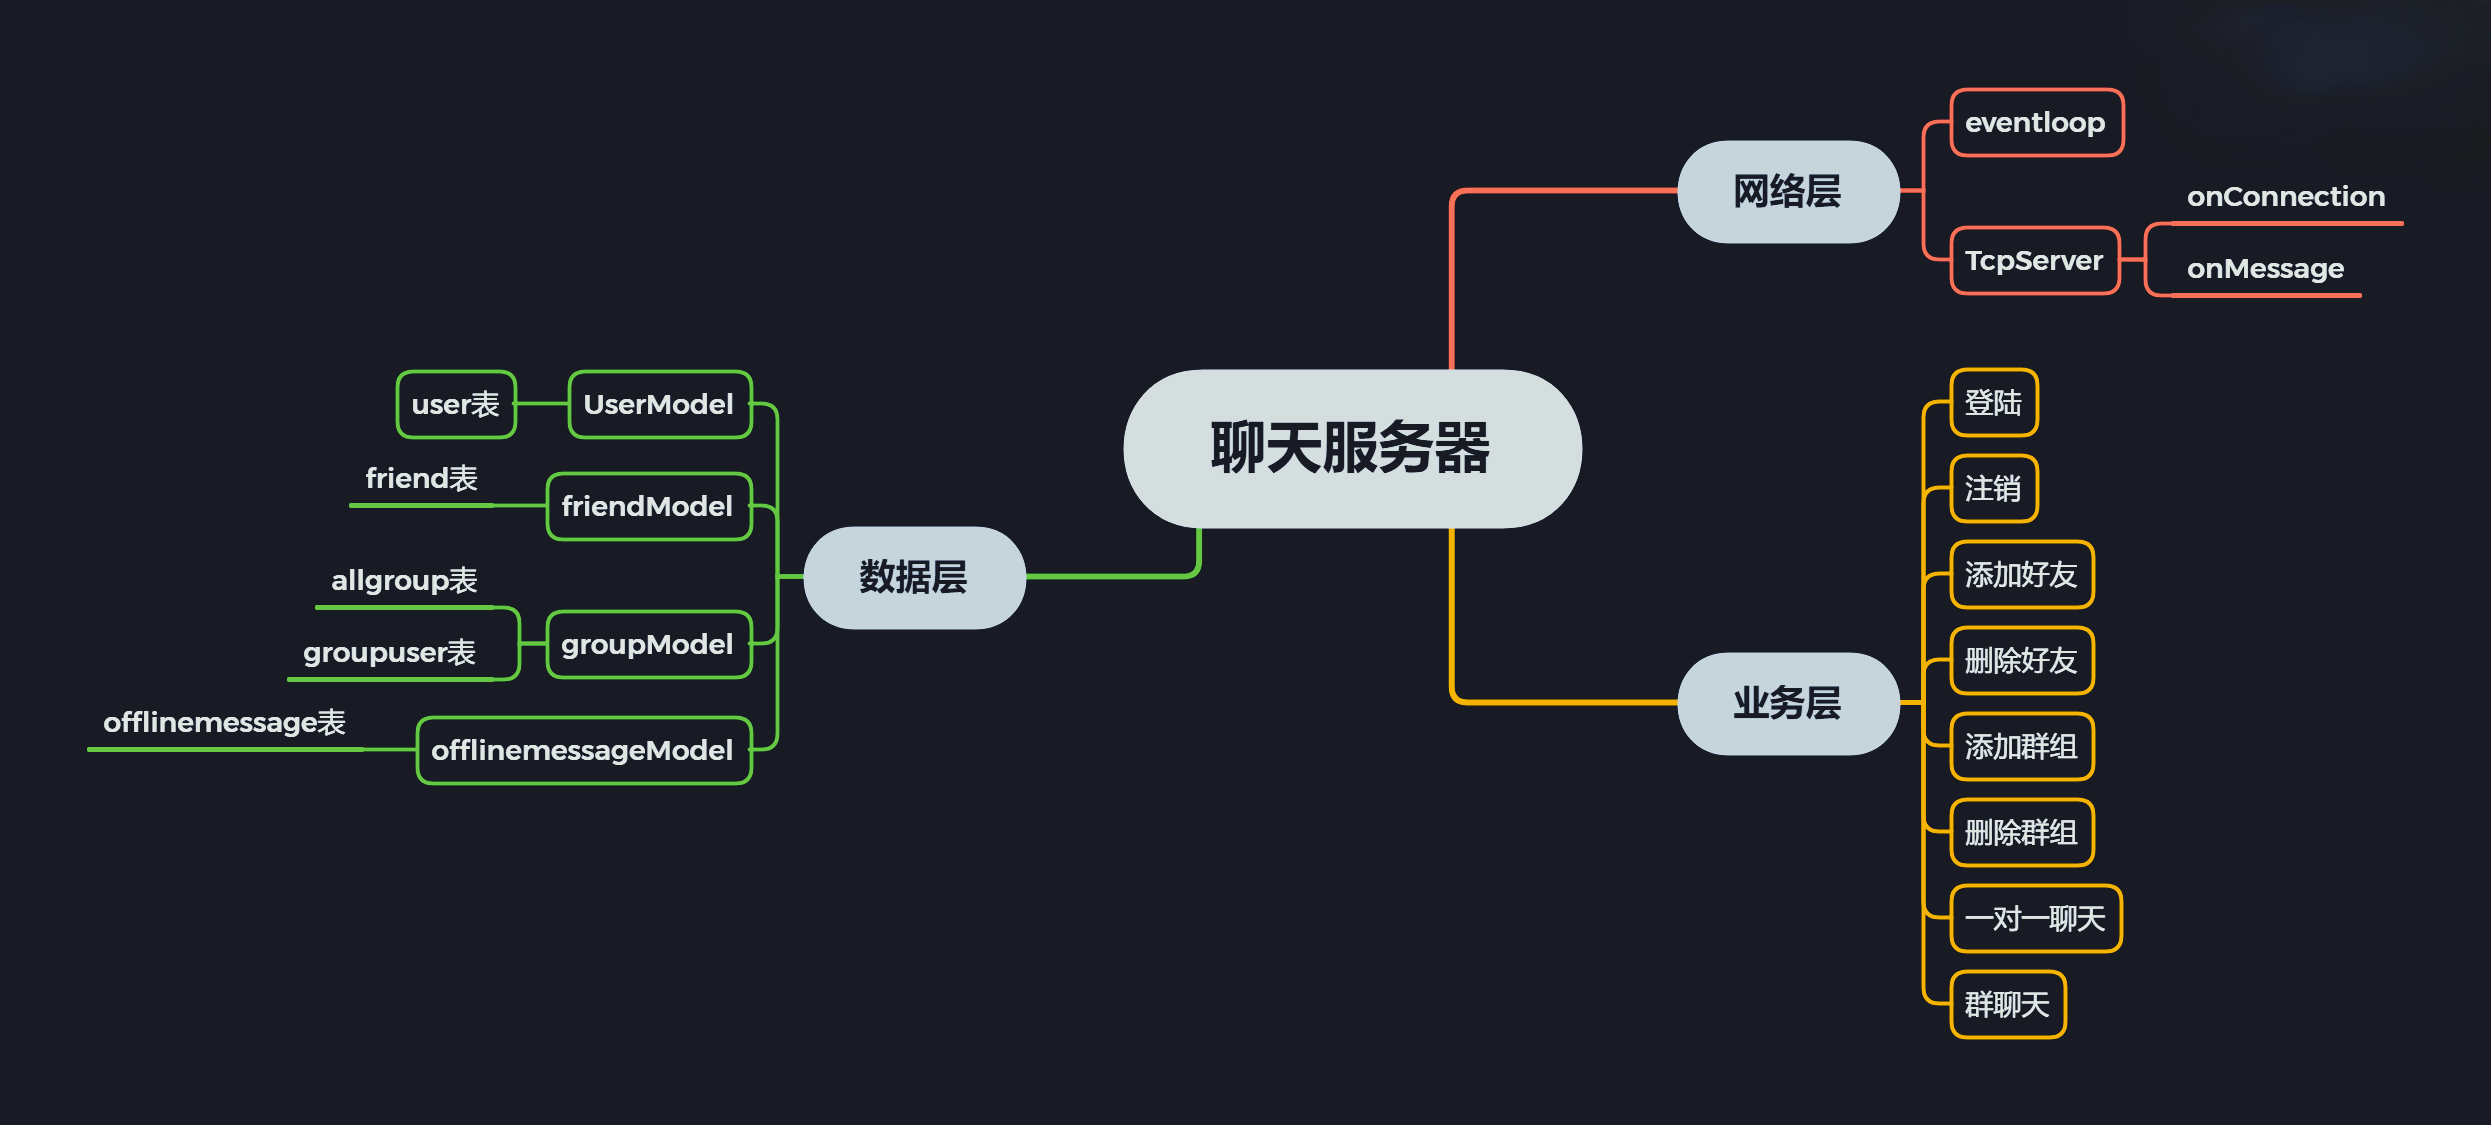 聊天服务器
网络层
eventloop
TcpServer
onConnection
onMessage
业务层
登陆
注销
添加好友
删除好友
添加群组
删除群组
一对一聊天
群聊天
数据层
UserModel
user表
friendModel
friend表
groupModel
allgroup表
groupuser表
offlinemessageModel
offlinemessage表